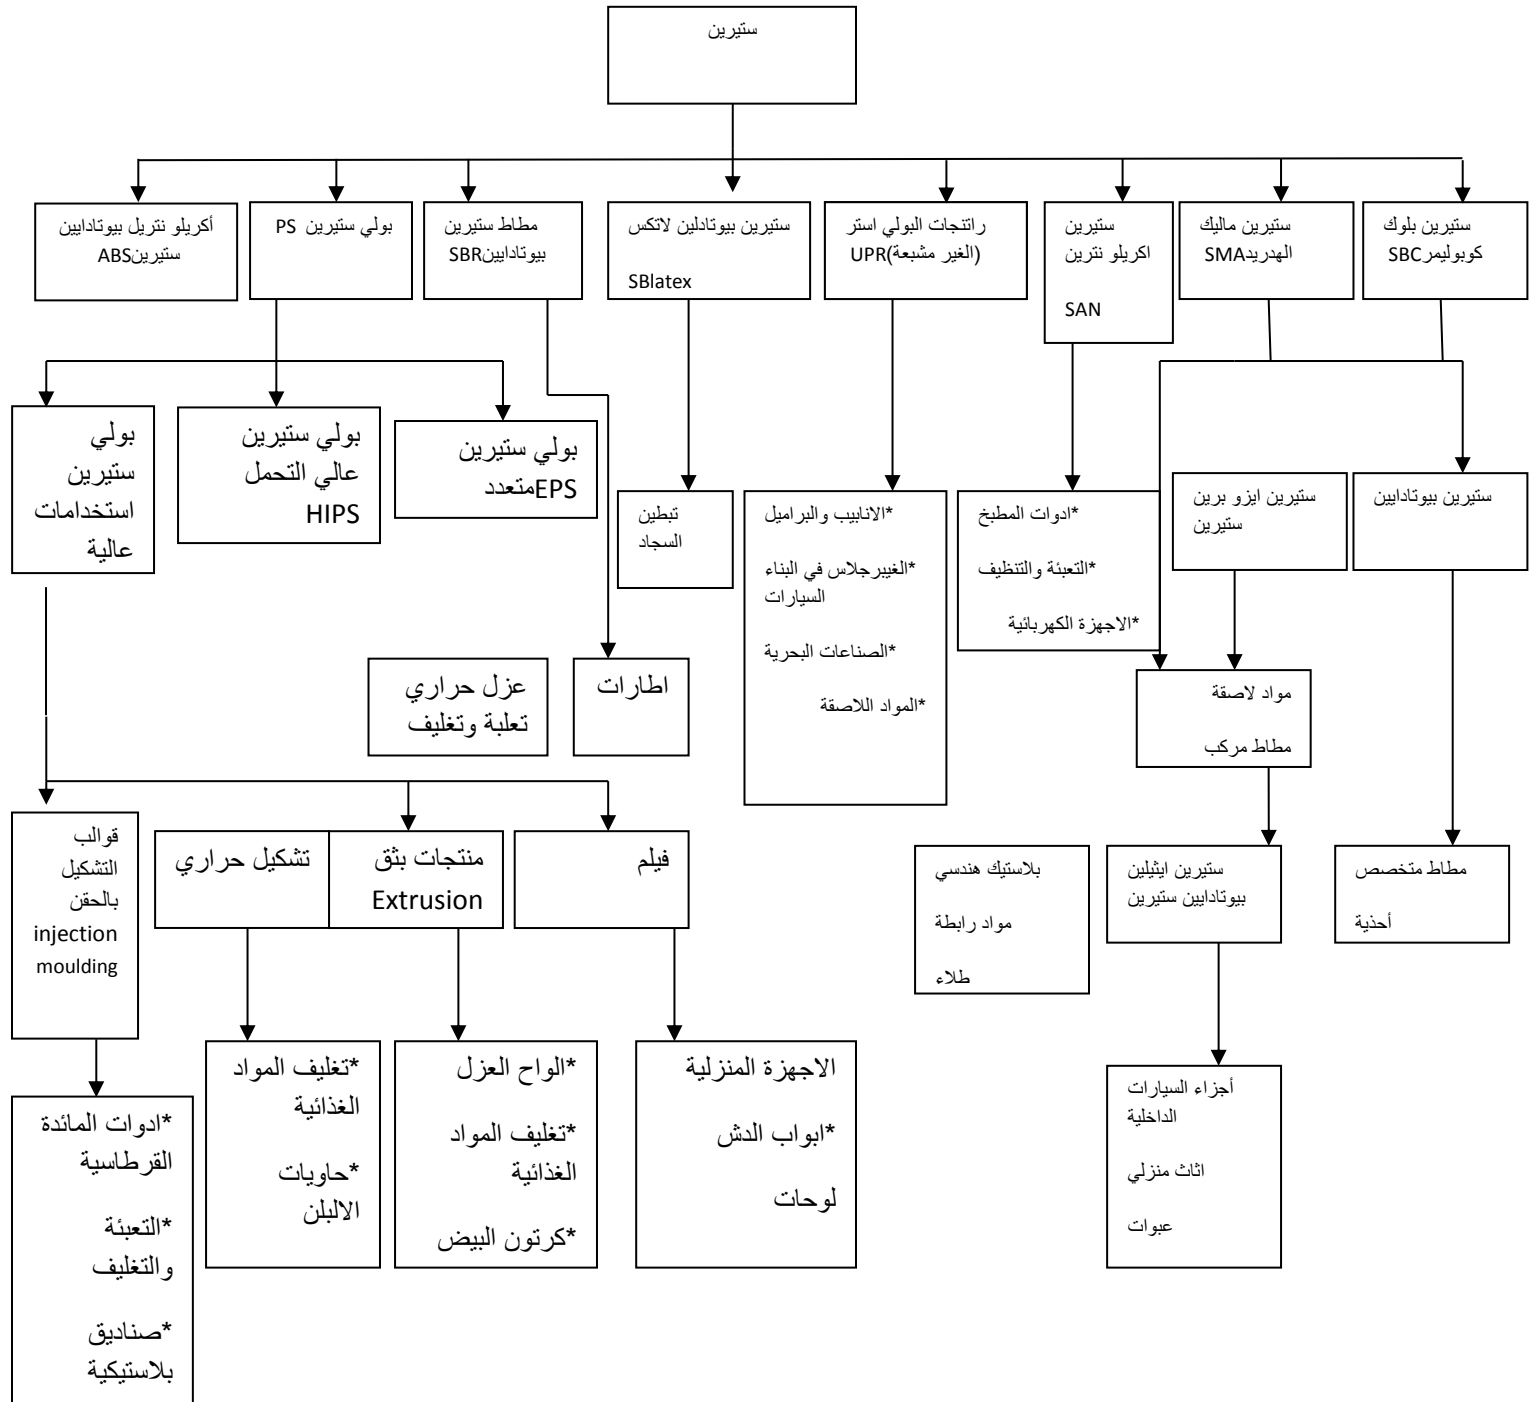 ستيرين
ستيرين بلوك
كوبوليمرSBC
ستيرين ماليك
الهدريدSMA
ستيرين
اكريلو نترين
SAN
راتنجات البولي استر
(الغير مشبعة)UPR
ستيرين بيوتادلين لاتكس
SBlatex
مطاط ستيرين
بيوتادايينSBR
بولي ستيرين PS
أكريلو نتريل بيوتادايين
ستيرينABS
بولي ستيرين
EPSمتعدد
بولي ستيرين
عالي التحمل
HIPS
بولي
ستيرين
استخدامات
عالية
ستيرين بيوتادايين
ستيرين ايزو برين
ستيرين
*ادوات المطبخ
*التعبئة والتنظيف
*الاجهزة الكهربائية
*الانابيب والبراميل
*الغيبرجلاس في البناء
السيارات
*الصناعات البحرية
*المواد اللاصقة
تبطين
السجاد
مواد لاصقة
مطاط مركب
اطارات
عزل حراري
تعلبة وتغليف
مطاط متخصص
أحذية
ستيرين ايثيلين
بيوتادايين ستيرين
بلاستيك هندسي
مواد رابطة
طلاء
فيلم
منتجات بثق
Extrusion
تشكيل حراري
قوالب
التشكيل
بالحقن
injection
moulding
أجزاء السيارات
الداخلية
اثاث منزلي
عبوات
الاجهزة المنزلية
*ابواب الدش
لوحات
*الواح العزل
*تغليف المواد
الغذائية
*كرتون البيض
*تغليف المواد
الغذائية
*حاويات
الالبلن
*ادوات المائدة
القرطاسية
*التعبئة
والتغليف
*صناديق
بلاستيكية